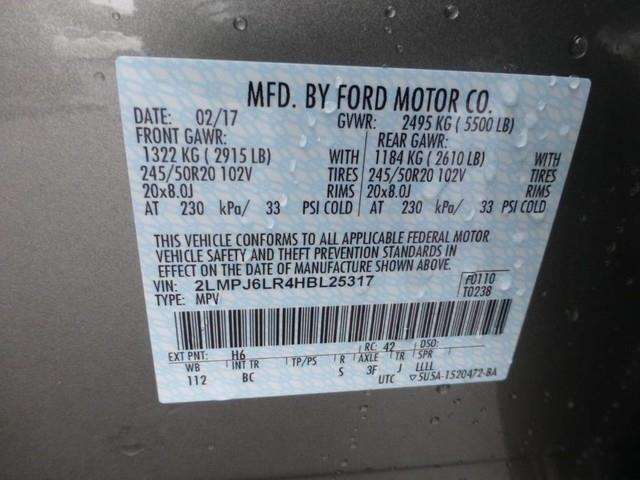 MFD. BY FORD MOTOR CO.
DATE: 02/17 GVWR: 2495 KG ( 5500 LB)
FRONT GAWR: REAR GAWR:
1322 KG ( 2915 LB) WITH 1184 KG ( 2610 LB) WITH
245/50R20 102V TIRES 245/50R20 102V TIRES
20x8.0J RIMS 20x8.0J RIMS
AT 230 kPa/ 33 PSI COLD AT 230 kPa/ 33 PSI COLD
THIS VEHICLE CONFORMS TO ALL APPLICABLE FEDERAL MOTOR
VEHICLE SAFETY AND THEFT PREVENTION STANDARDS IN
EFFECT ON THE DATE OF MANUFACTURE SHOWN ABOVE.
VIN: 2LMPJ6LR4HBL25317 F0110
TYPE: MPV T0238
EXT PNT: H6 RC: 42 DSO:
WB INT TR TP/PS R AXLE TR SPR
112 BC S 3F J LLLL
UTC ▽5U5A-1520472-BA